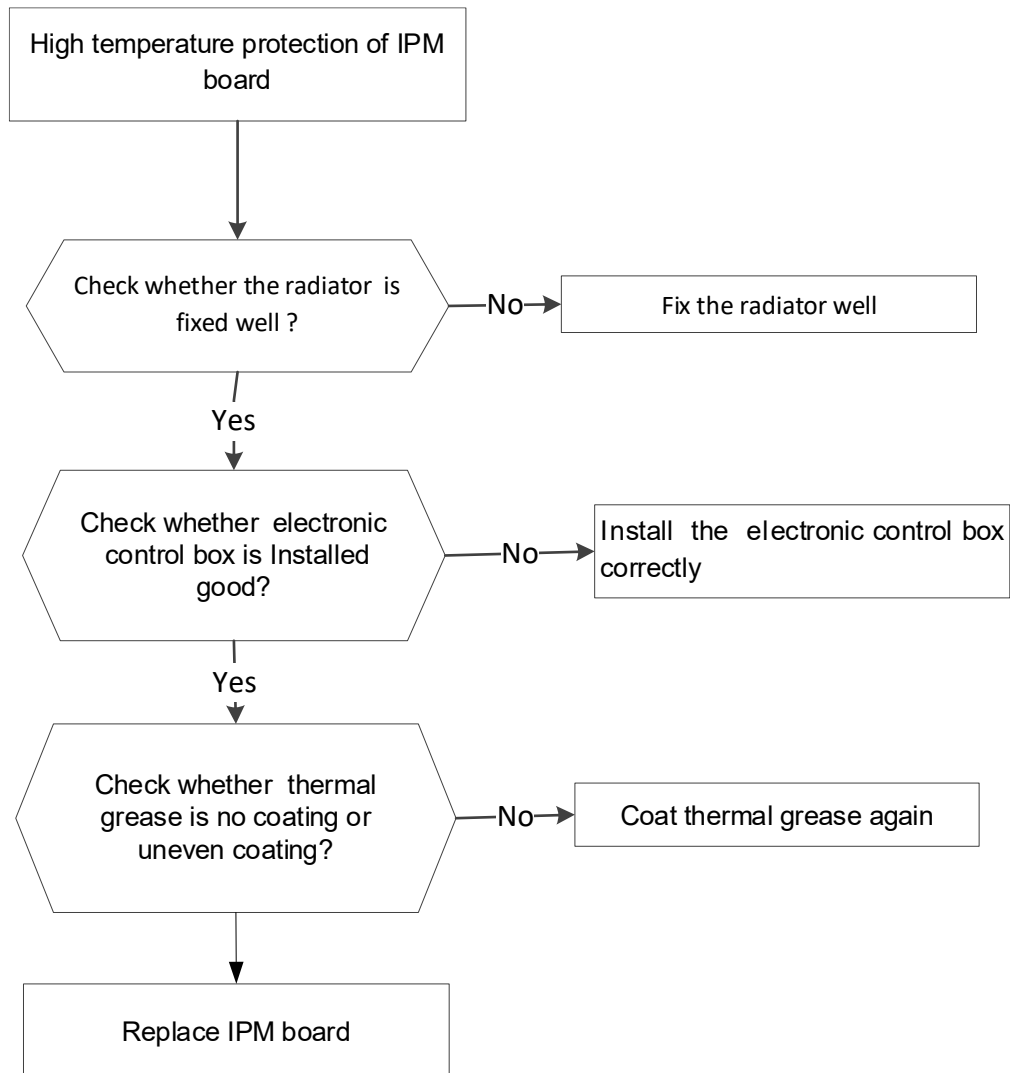 High temperature protection of IPM
board
Check whether the radiator is
fixed well ?
No
Fix the radiator well
Yes
Check whether electronic
control box is Installed
good?
No
Install the electronic control box
correctly
Yes
Check whether thermal
grease is no coating or
uneven coating?
No
Coat thermal grease again
Replace IPM board